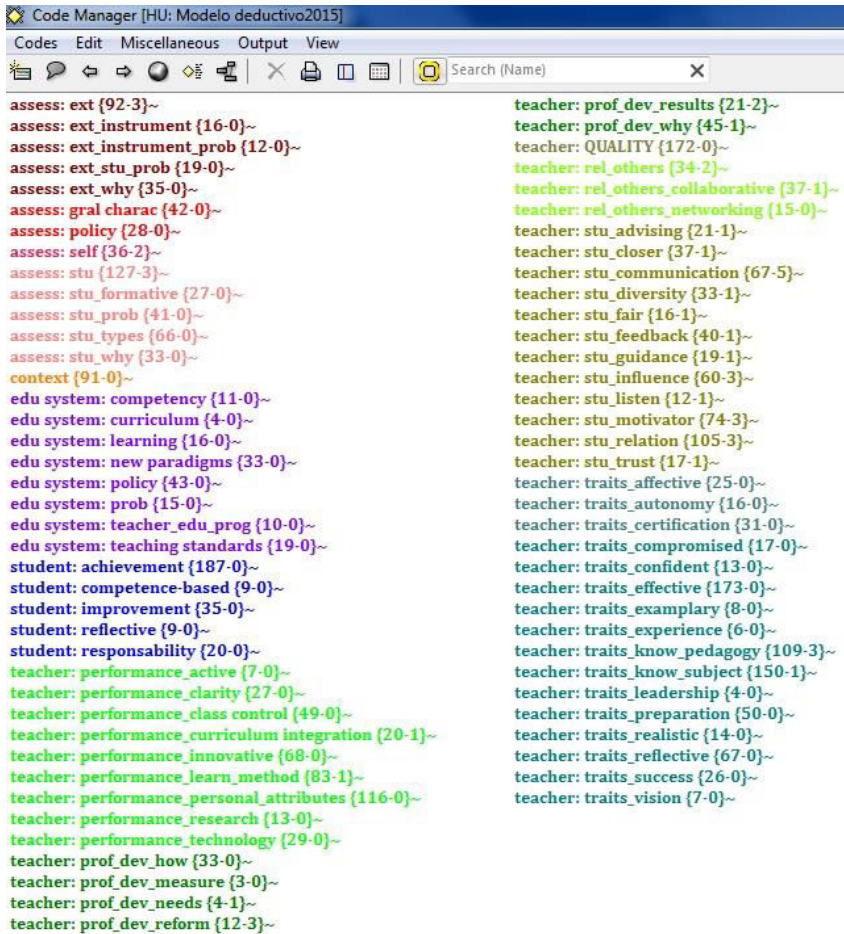 Code Manager [HU: Modelo deductivo2015]
Codes Edit Miscellaneous Output View
Search (Name)
assess: ext {92-3}~
assess: ext_instrument {16-0}~
assess: ext_instrument_prob {12-0}~
assess: ext_stu_prob {19-0}~
assess: ext_why {35-0}~
assess: gral charac {42-0}~
assess: policy {28-0}~
assess: self {36-2}~
assess: stu {127-3}~
assess: stu_formative {27-0}~
assess: stu_prob {41-0}~
assess: stu_types {66-0}~
assess: stu_why {33-0}~
context {91-0}~
edu system: competency {11-0}~
edu system: curriculum {4-0}~
edu system: learning {16-0}~
edu system: new paradigms {33-0}~
edu system: policy {43-0}~
edu system: prob {15-0}~
edu system: teacher_edu_prog {10-0}~
edu system: teaching standards {19-0}~
student: achievement {187-0}~
student: competence-based {9-0}~
student: improvement {35-0}~
student: reflective {9-0}~
student: responsability {20-0}~
teacher: performance_active {7-0}~
teacher: performance_clarity {27-0}~
teacher: performance_class control {49-0}~
teacher: performance_curriculum integration {20-1}~
teacher: performance_innovative {68-0}~
teacher: performance_learn_method {83-1}~
teacher: performance_personal_attributes {116-0}~
teacher: performance_research {13-0}~
teacher: performance_technology {29-0}~
teacher: prof_dev_how {33-0}~
teacher: prof_dev_measure {3-0}~
teacher: prof_dev_needs {4-1}~
teacher: prof_dev_reform {12-3}~
teacher: prof_dev_results {21-2}~
teacher: prof_dev_why {45-1}~
teacher: QUALITY {172-0}~
teacher: rel_others {34-2}~
teacher: rel_others_collaborative {37-1}~
teacher: rel_others_networking {15-0}~
teacher: stu_advising {21-1}~
teacher: stu_closer {37-1}~
teacher: stu_communication {67-5}~
teacher: stu_diversity {33-1}~
teacher: stu_fair {16-1}~
teacher: stu_feedback {40-1}~
teacher: stu_guidance {19-1}~
teacher: stu_influence {60-3}~
teacher: stu_listen {12-1}~
teacher: stu_motivator {74-3}~
teacher: stu_relation {105-3}~
teacher: stu_trust {17-1}~
teacher: traits_affective {25-0}~
teacher: traits_autonomy {16-0}~
teacher: traits_certification {31-0}~
teacher: traits_compromised {17-0}~
teacher: traits_confident {13-0}~
teacher: traits_effective {173-0}~
teacher: traits_examplary {8-0}~
teacher: traits_experience {6-0}~
teacher: traits_know_pedagogy {109-3}~
teacher: traits_know_subject {150-1}~
teacher: traits_leadership {4-0}~
teacher: traits_preparation {50-0}~
teacher: traits_realistic {14-0}~
teacher: traits_reflective {67-0}~
teacher: traits_success {26-0}~
teacher: traits_vision {7-0}~